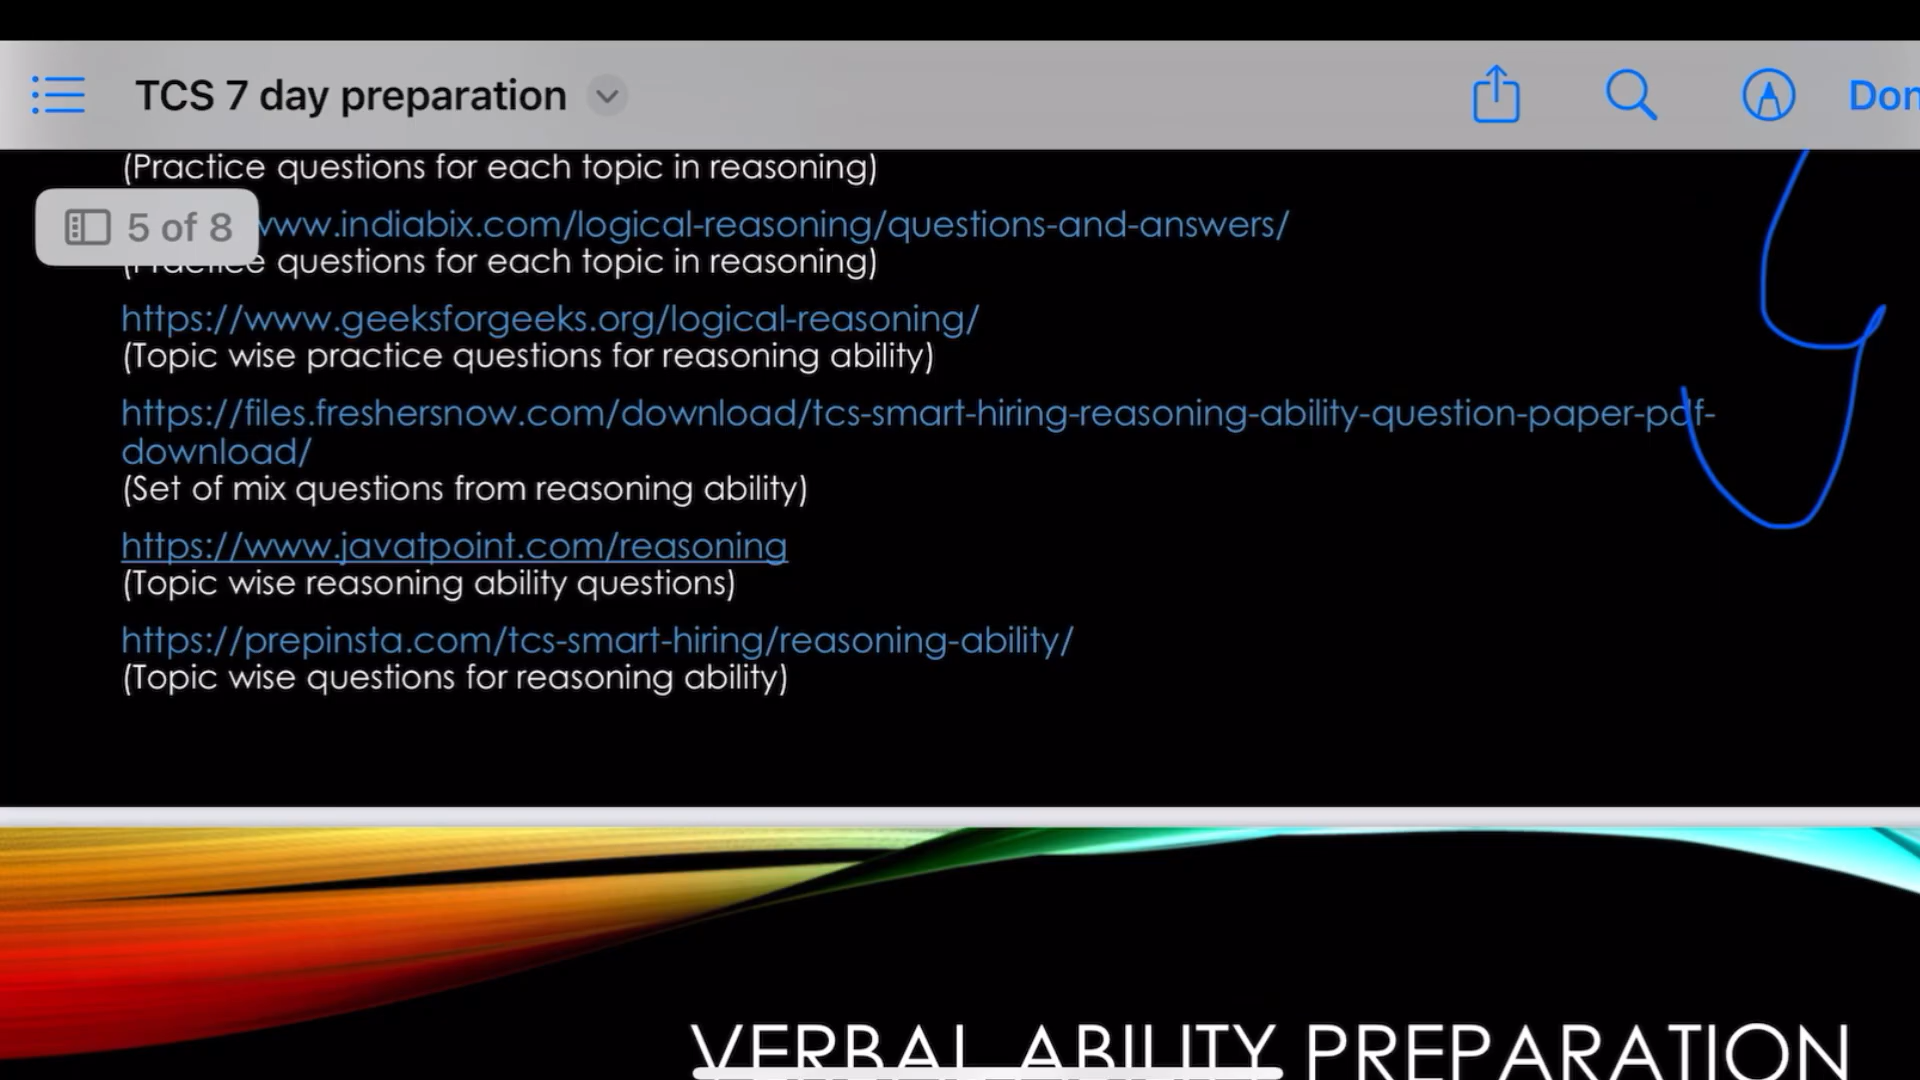 TCS 7 day preparation
Don
(Practice questions for each topic in reasoning)
5 of 8
www.indiabix.com/logical-reasoning/questions-and-answers/
(Practice questions for each topic in reasoning)
https://www.geeksforgeeks.org/logical-reasoning/
(Topic wise practice questions for reasoning ability)
https://files.freshersnow.com/download/tcs-smart-hiring-reasoning-ability-question-paper-pdf-
download/
(Set of mix questions from reasoning ability)
https://www.javatpoint.com/reasoning
(Topic wise reasoning ability questions)
https://prepinsta.com/tcs-smart-hiring/reasoning-ability/
(Topic wise questions for reasoning ability)
VERBAL ABILITY PREPARATION